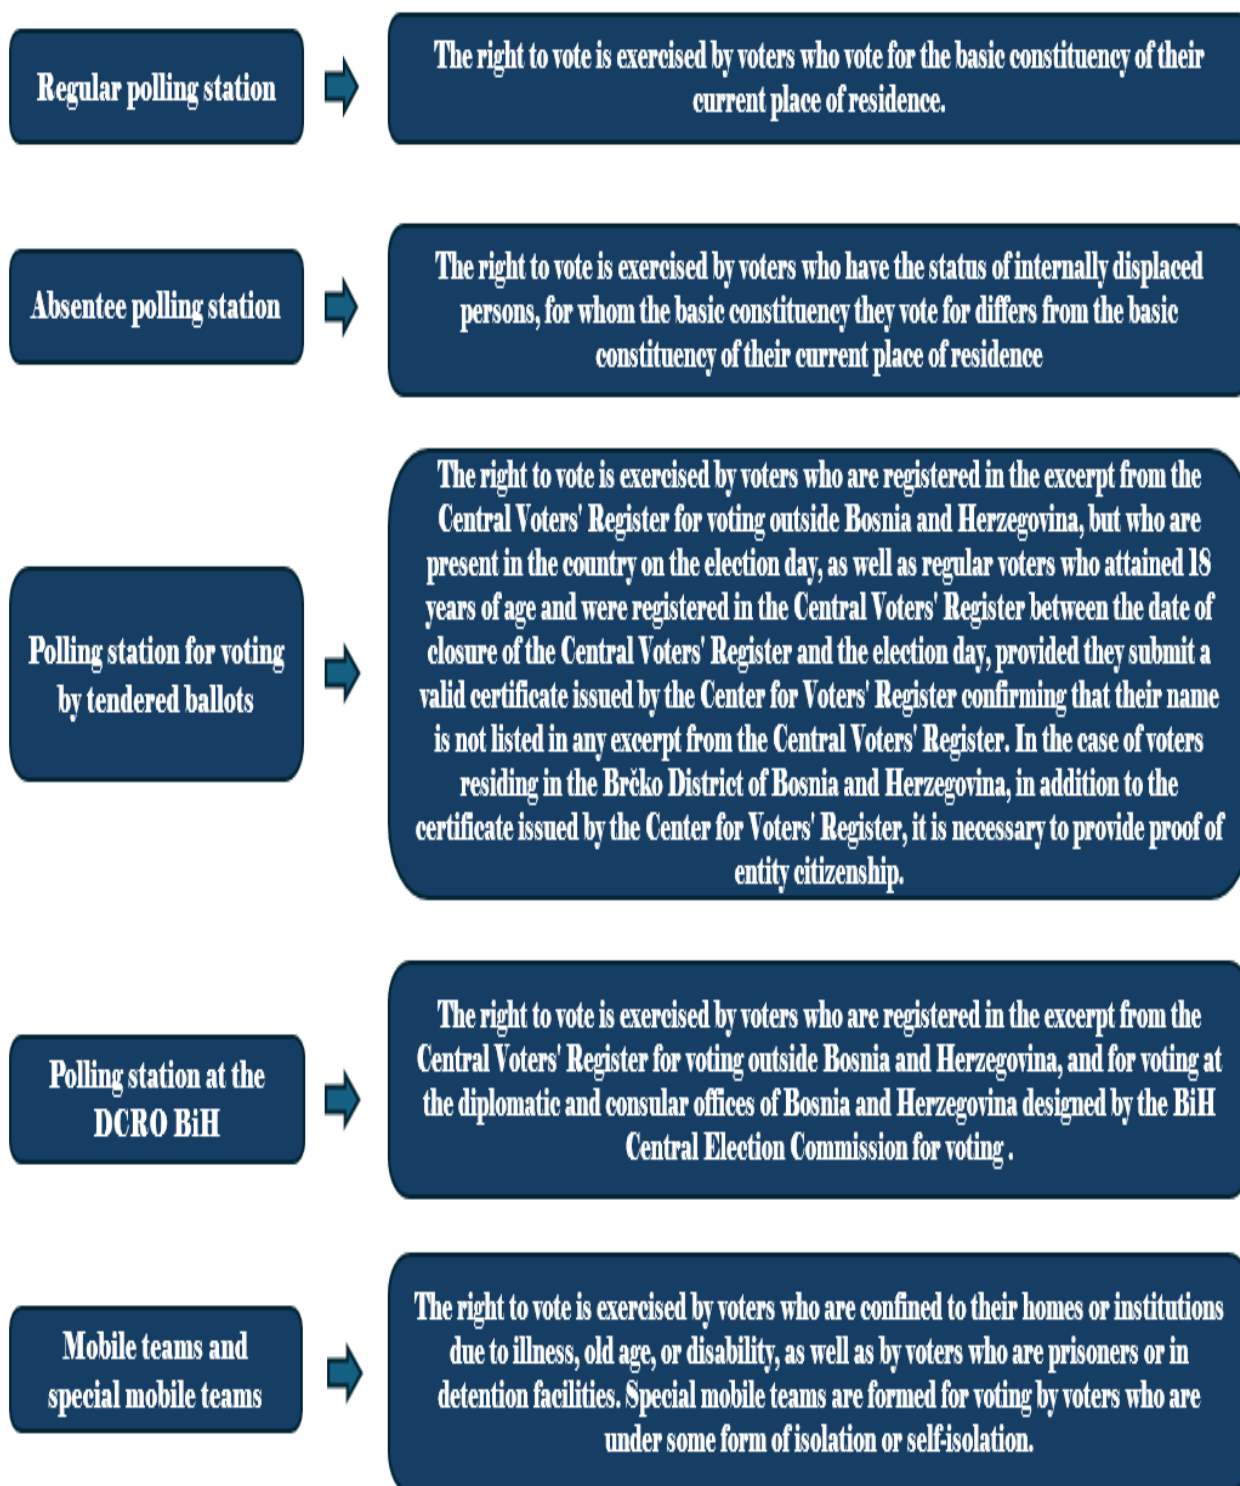 Regular polling station
The right to vote is exercised by voters who vote for the basic constituency of their
current place of residence.
Absentee polling station
The right to vote is exercised by voters who have the status of internally displaced
persons, for whom the basic constituency they vote for differs from the basic
constituency of their current place of residence
Polling station for voting
by tendered ballots
The right to vote is exercised by voters who are registered in the excerpt from the
Central Voters' Register for voting outside Bosnia and Herzegovina, but who are
present in the country on the election day, as well as regular voters who attained 18
years of age and were registered in the Central Voters' Register between the date of
closure of the Central Voters' Register and the election day, provided they submit a
valid certificate issued by the Center for Voters' Register confirming that their name
is not listed in any excerpt from the Central Voters' Register. In the case of voters
residing in the Brčko District of Bosnia and Herzegovina, in addition to the
certificate issued by the Center for Voters' Register, it is necessary to provide proof of
entity citizenship.
Polling station at the
DCRO BiH
The right to vote is exercised by voters who are registered in the excerpt from the
Central Voters' Register for voting outside Bosnia and Herzegovina, and for voting at
the diplomatic and consular offices of Bosnia and Herzegovina designed by the BiH
Central Election Commission for voting .
Mobile teams and
special mobile teams
The right to vote is exercised by voters who are confined to their homes or institutions
due to illness, old age, or disability, as well as by voters who are prisoners or in
detention facilities. Special mobile teams are formed for voting by voters who are
under some form of isolation or self-isolation.